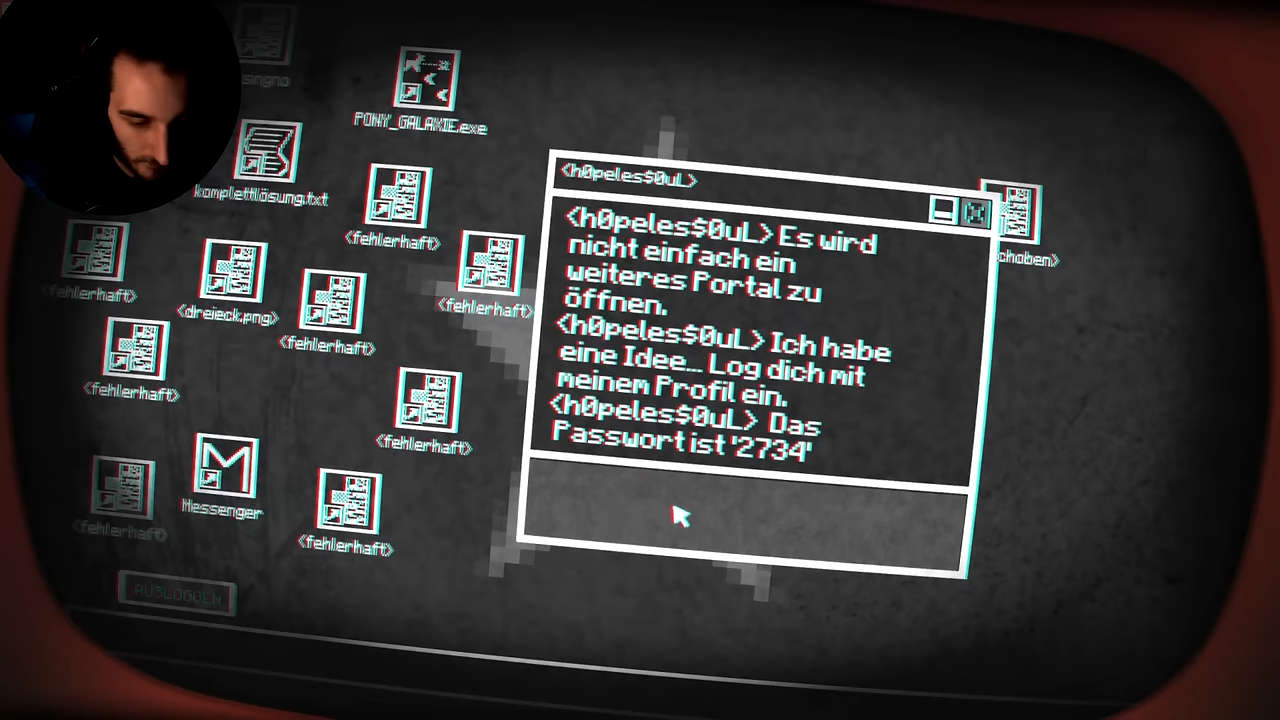 PONY_GALAXIE.exe
komplettlösung.txt
<fehlerhaft>
<fehlerhaft>
<fehlerhaft>
<dreieck.png>
<fehlerhaft>
<fehlerhaft>
<fehlerhaft>
M
Messenger
<fehlerhaft>
<fehlerhaft>
AUSLOGGEN
<h0peles$0uL>
<h0peles$0uL> Es wird
nicht einfach ein
weiteres Portal zu
öffnen.
<h0peles$0uL> Ich habe
eine Idee... Log dich mit
meinem Profil ein.
<h0peles$0uL> Das
Passwort ist '2734'
choben>